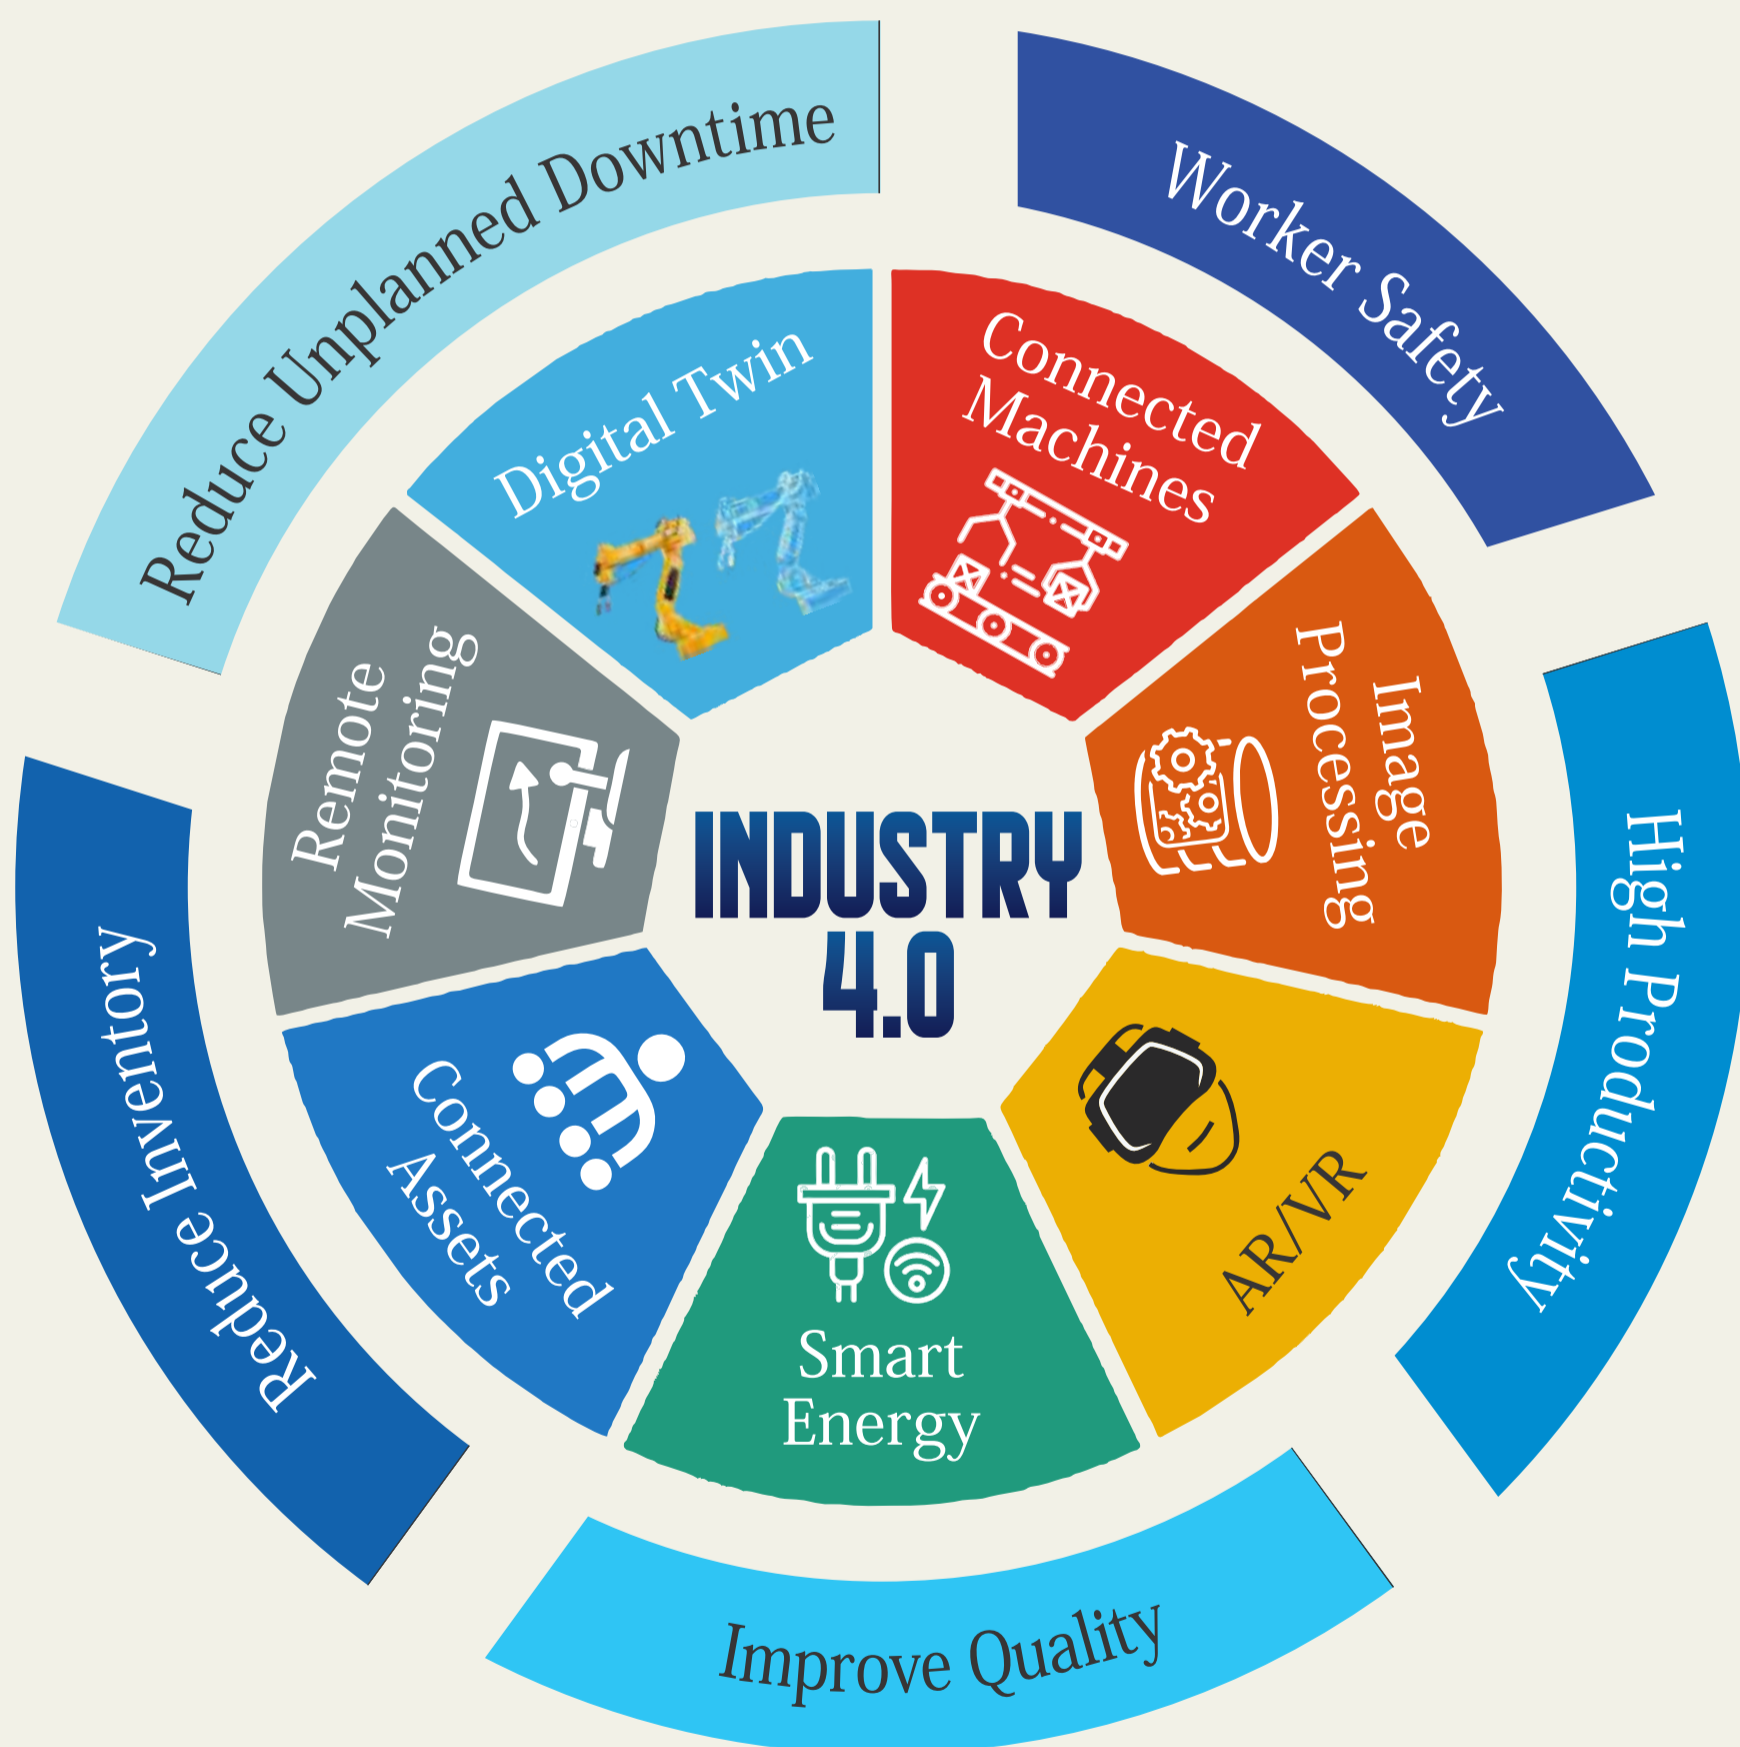 Reduce Unplanned Downtime
Worker Safety
High Productivity
Improve Quality
Reduce Inventory
Digital Twin
Connected
Machines
Image
Processing
AR/VR
Smart
Energy
Connected
Assets
Remote
Monitoring
INDUSTRY
4.0